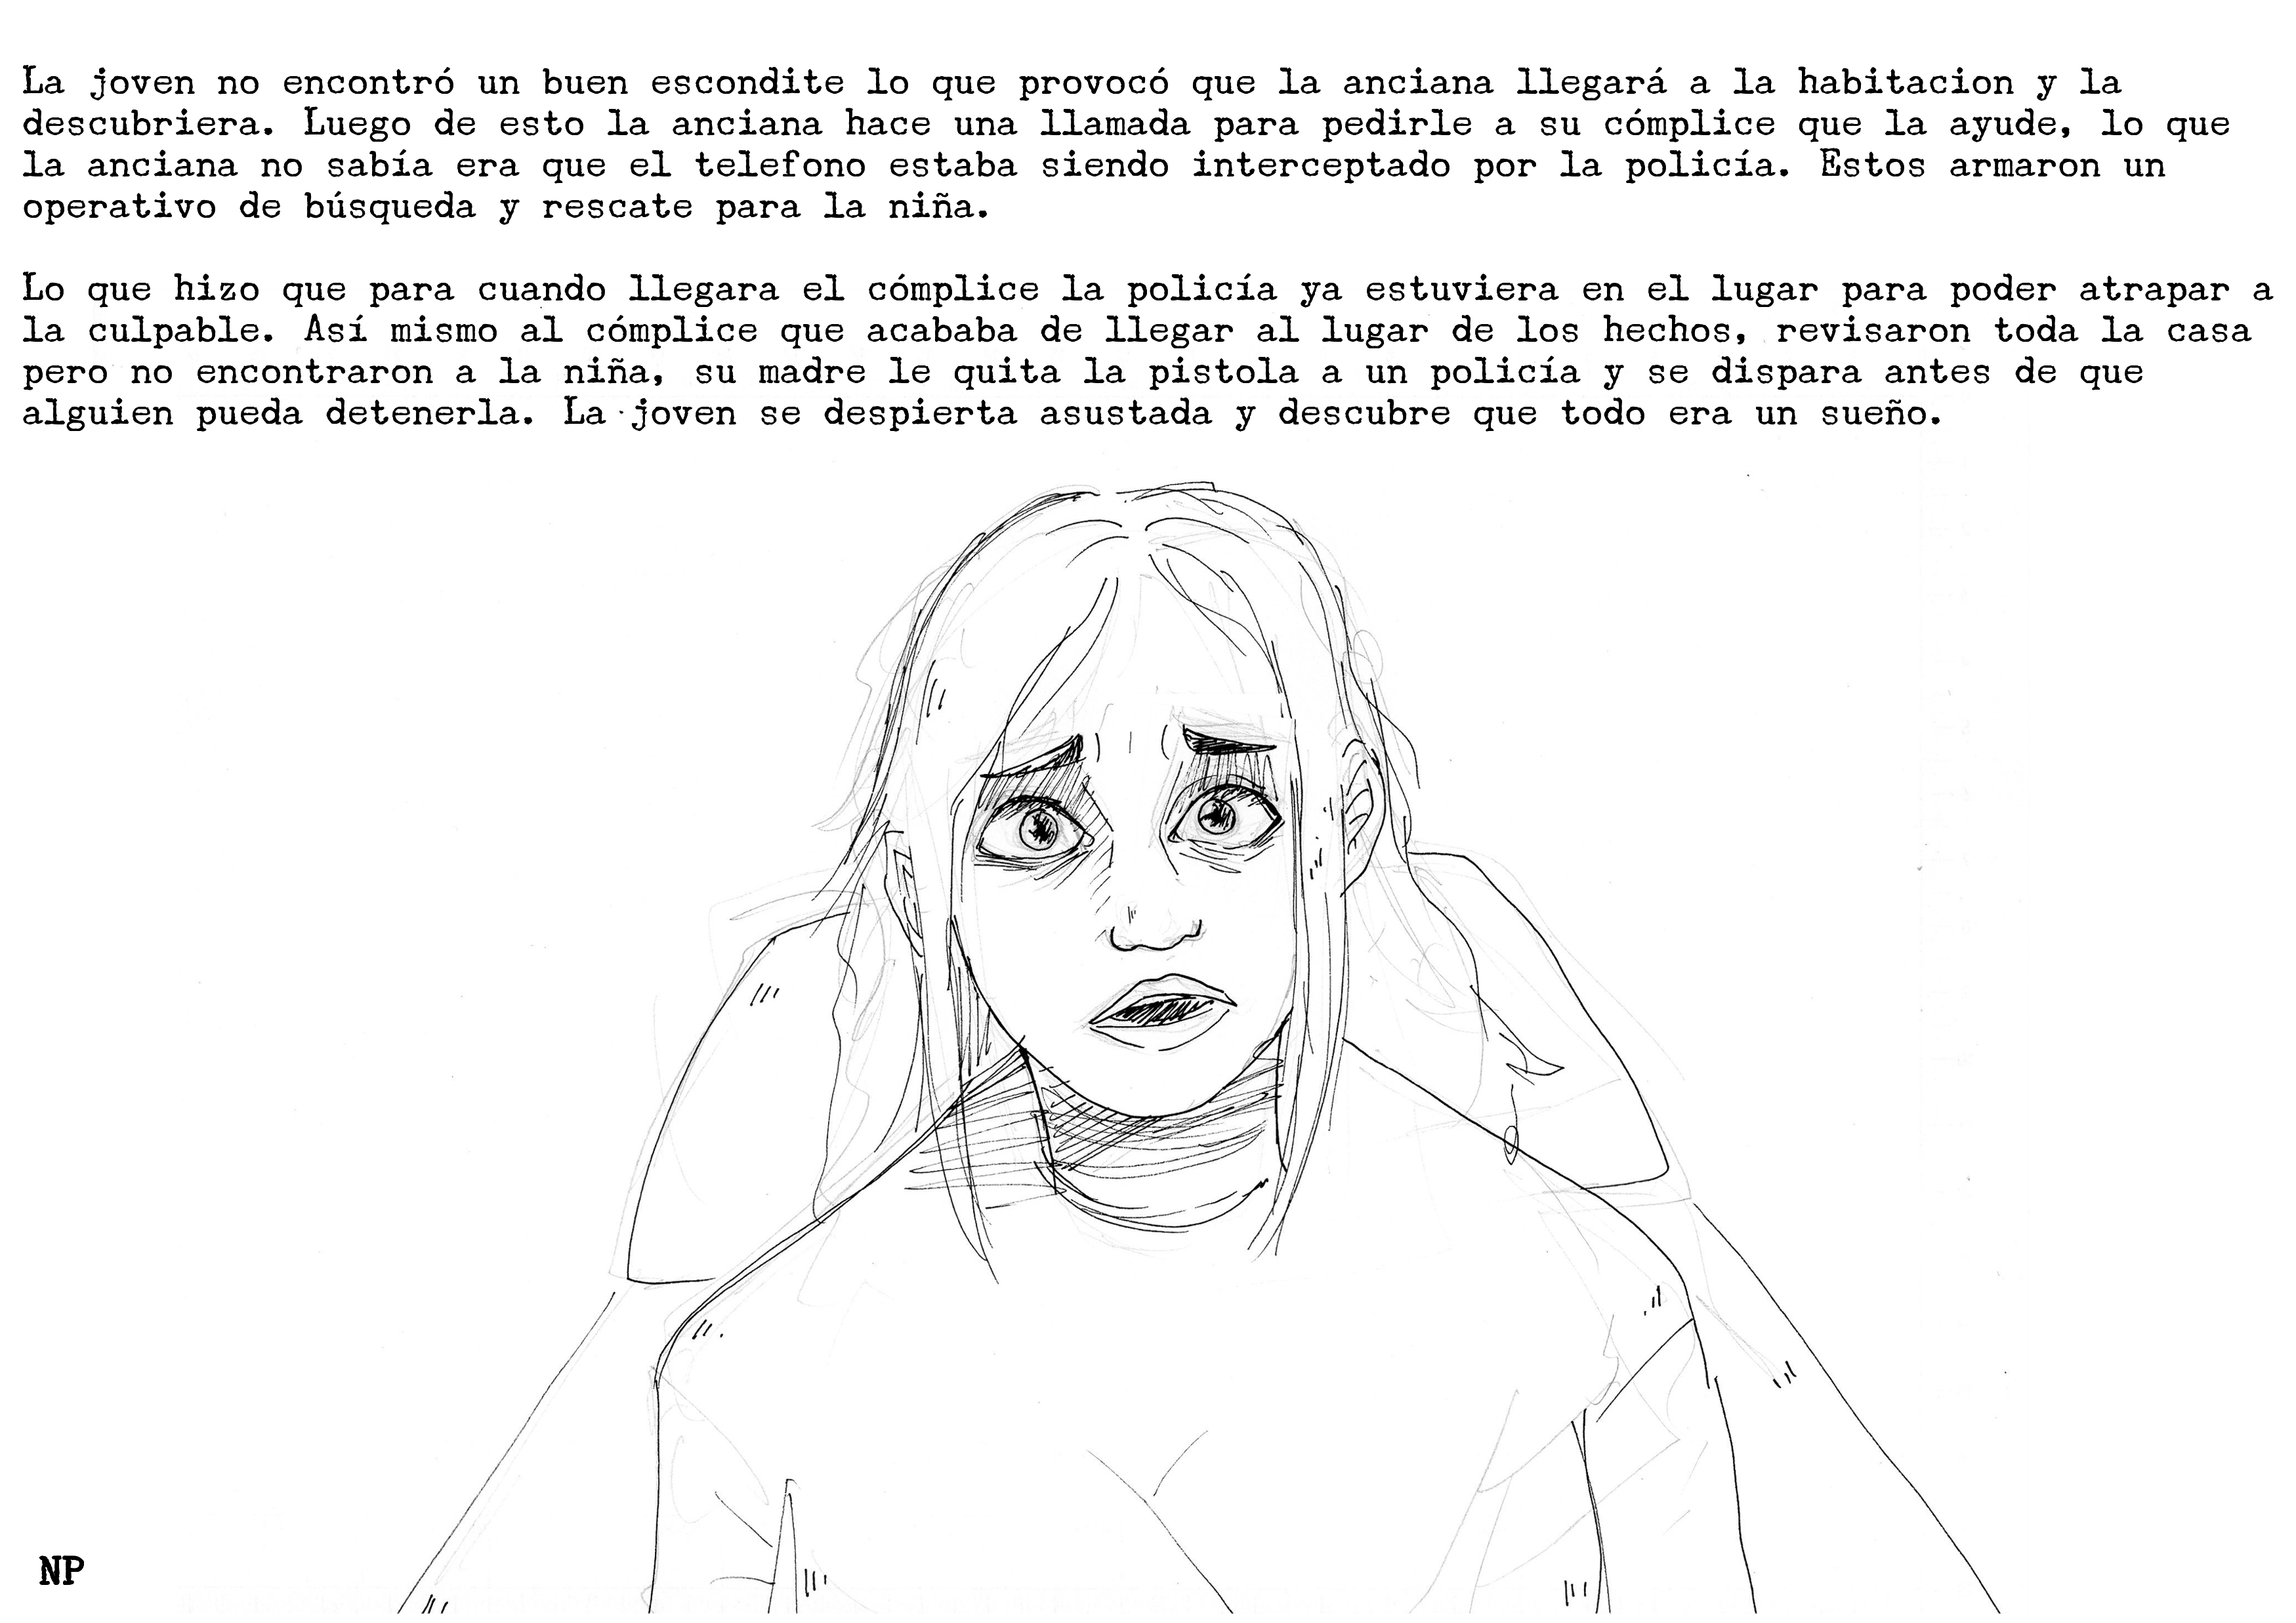 La joven no encontró un buen escondite lo que provocó que la anciana llegará a la habitacion y la
descubriera. Luego de esto la anciana hace una llamada para pedirle a su cómplice que la ayude, lo que
la anciana no sabía era que el telefono estaba siendo interceptado por la policía. Estos armaron un
operativo de búsqueda y rescate para la niña.
Lo que hizo que para cuando llegara el cómplice la policía ya estuviera en el lugar para poder atrapar a
la culpable. Así mismo al cómplice que acababa de llegar al lugar de los hechos, revisaron toda la casa
pero no encontraron a la niña, su madre le quita la pistola a un policía y se dispara antes de que
alguien pueda detenerla. La joven se despierta asustada y descubre que todo era un sueño.
NP